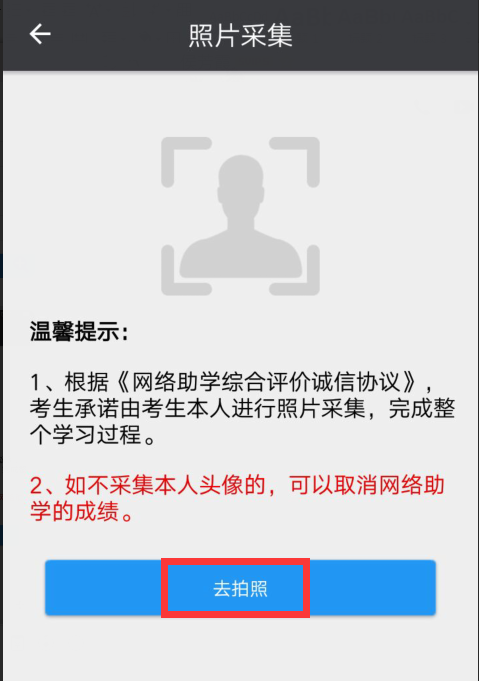 照片采集
温馨提示：
1、根据《网络助学综合评价诚信协议》，
考生承诺由考生本人进行照片采集，完成整
个学习过程。
2、如不采集本人头像的，可以取消网络助
学的成绩。
去拍照